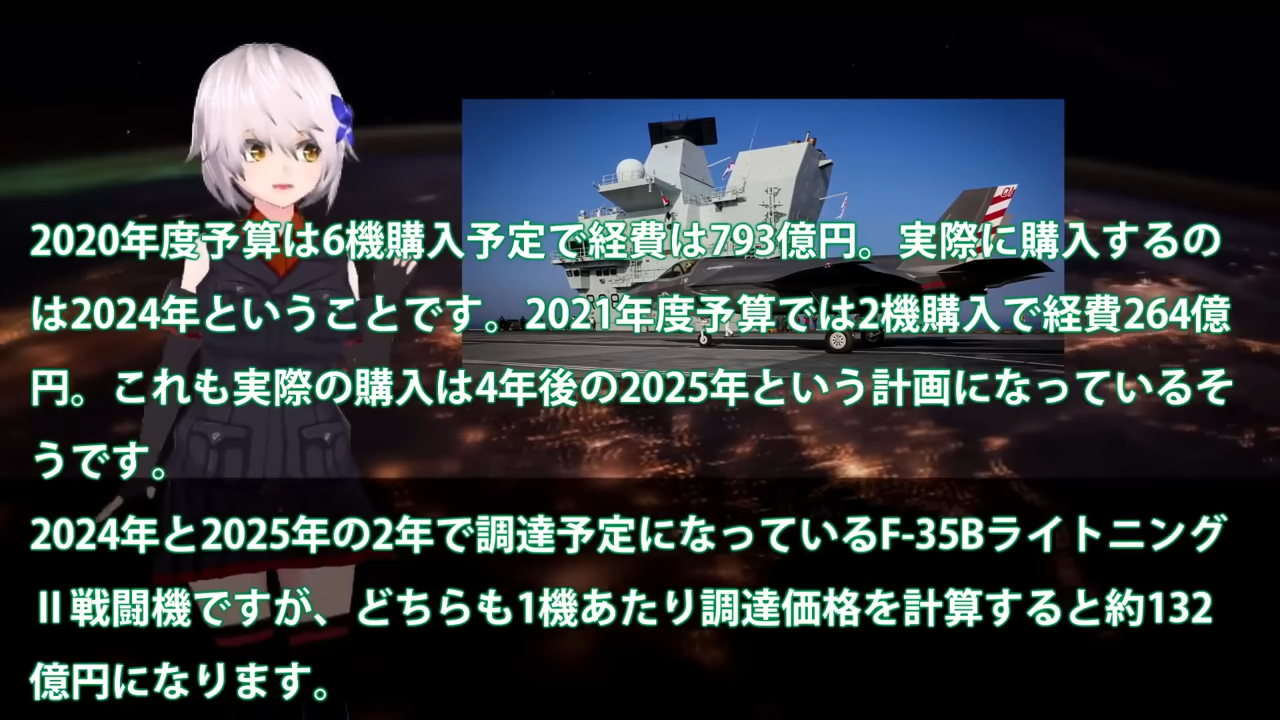 2020年度予算は6機購入予定で経費は793億円。実際に購入するの
は2024年ということです。2021年度予算では2機購入で経費264億
円。これも実際の購入は4年後の2025年という計画になっているそ
うです。
2024年と2025年の2年で調達予定になっているF-35Bライトニング
Ⅱ戦闘機ですが、どちらも1機あたり調達価格を計算すると約132
億円になります。